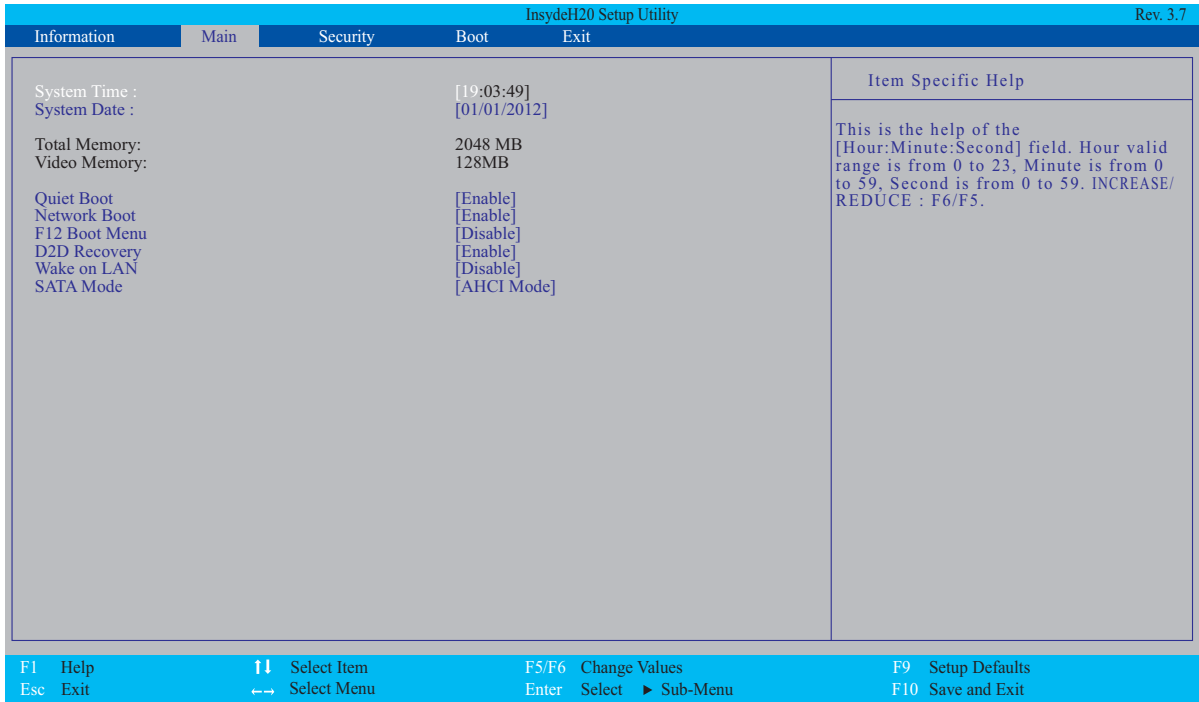 InsydeH20 Setup Utility Rev. 3.7
Information Main Security Boot Exit
System Time : [19:03:49]
System Date : [01/01/2012]
Total Memory: 2048 MB
Video Memory: 128MB
Quiet Boot [Enable]
Network Boot [Enable]
F12 Boot Menu [Disable]
D2D Recovery [Enable]
Wake on LAN [Disable]
SATA Mode [AHCI Mode]
Item Specific Help
This is the help of the
[Hour:Minute:Second] field. Hour valid
range is from 0 to 23, Minute is from 0
to 59, Second is from 0 to 59. INCREASE/
REDUCE : F6/F5.
F1 Help ↑↓ Select Item F5/F6 Change Values F9 Setup Defaults
Esc Exit ←→ Select Menu Enter Select ► Sub-Menu F10 Save and Exit